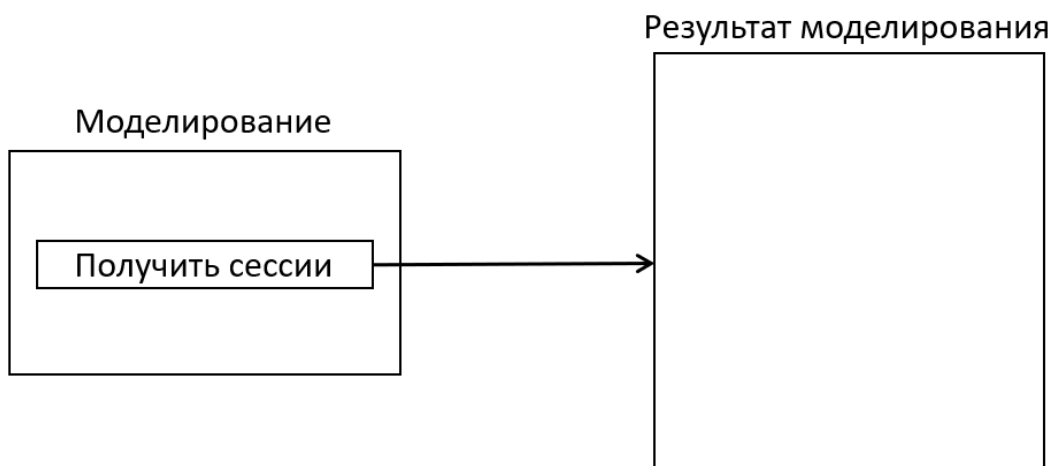 Результат моделирования
Моделирование
Получить сессии